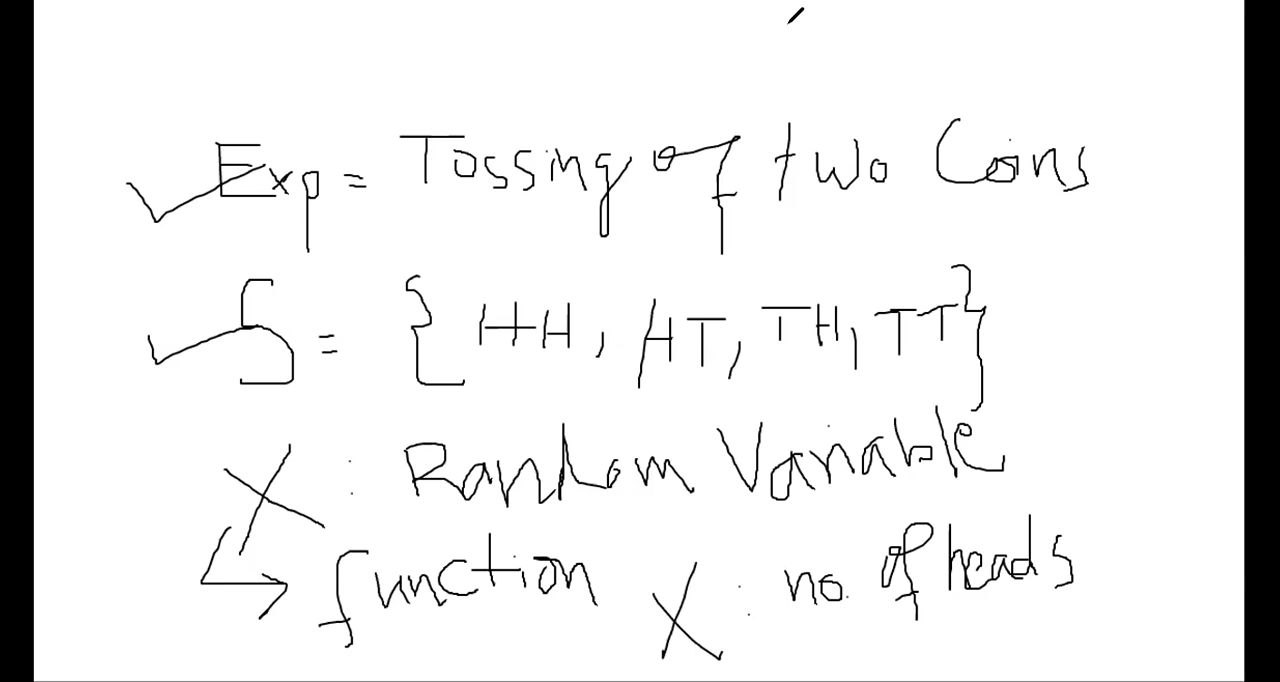 Exp = Tossing of two Coins
S = { HH, HT, TH, TT }
X : Random Variable
function X : no. of heads